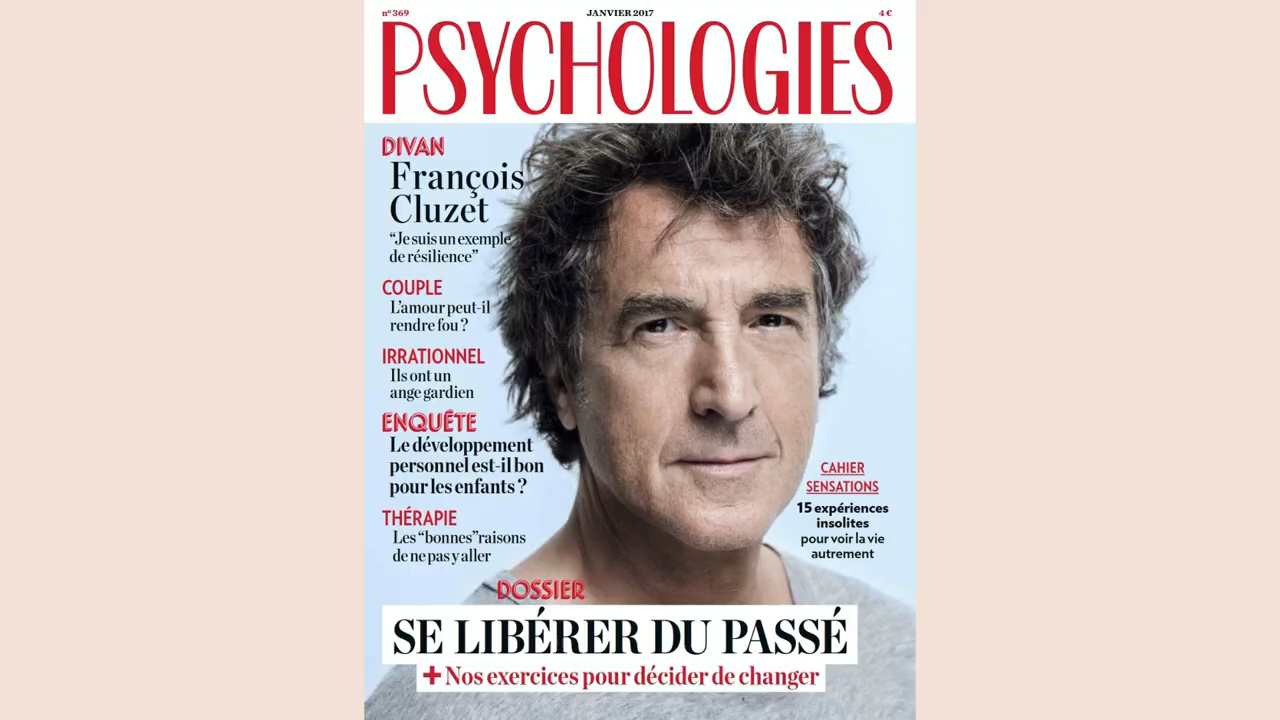 n° 369
JANVIER 2017
4 €
PSYCHOLOGIES
DIVAN
François
Cluzet
“Je suis un exemple
de résilience”
COUPLE
L’amour peut-il
rendre fou ?
IRRATIONNEL
Ils ont un
ange gardien
ENQUÊTE
Le développement
personnel est-il bon
pour les enfants ?
THÉRAPIE
Les “bonnes” raisons
de ne pas y aller
CAHIER
SENSATIONS
15 expériences
insolites
pour voir la vie
autrement
DOSSIER
SE LIBÉRER DU PASSÉ
+ Nos exercices pour décider de changer